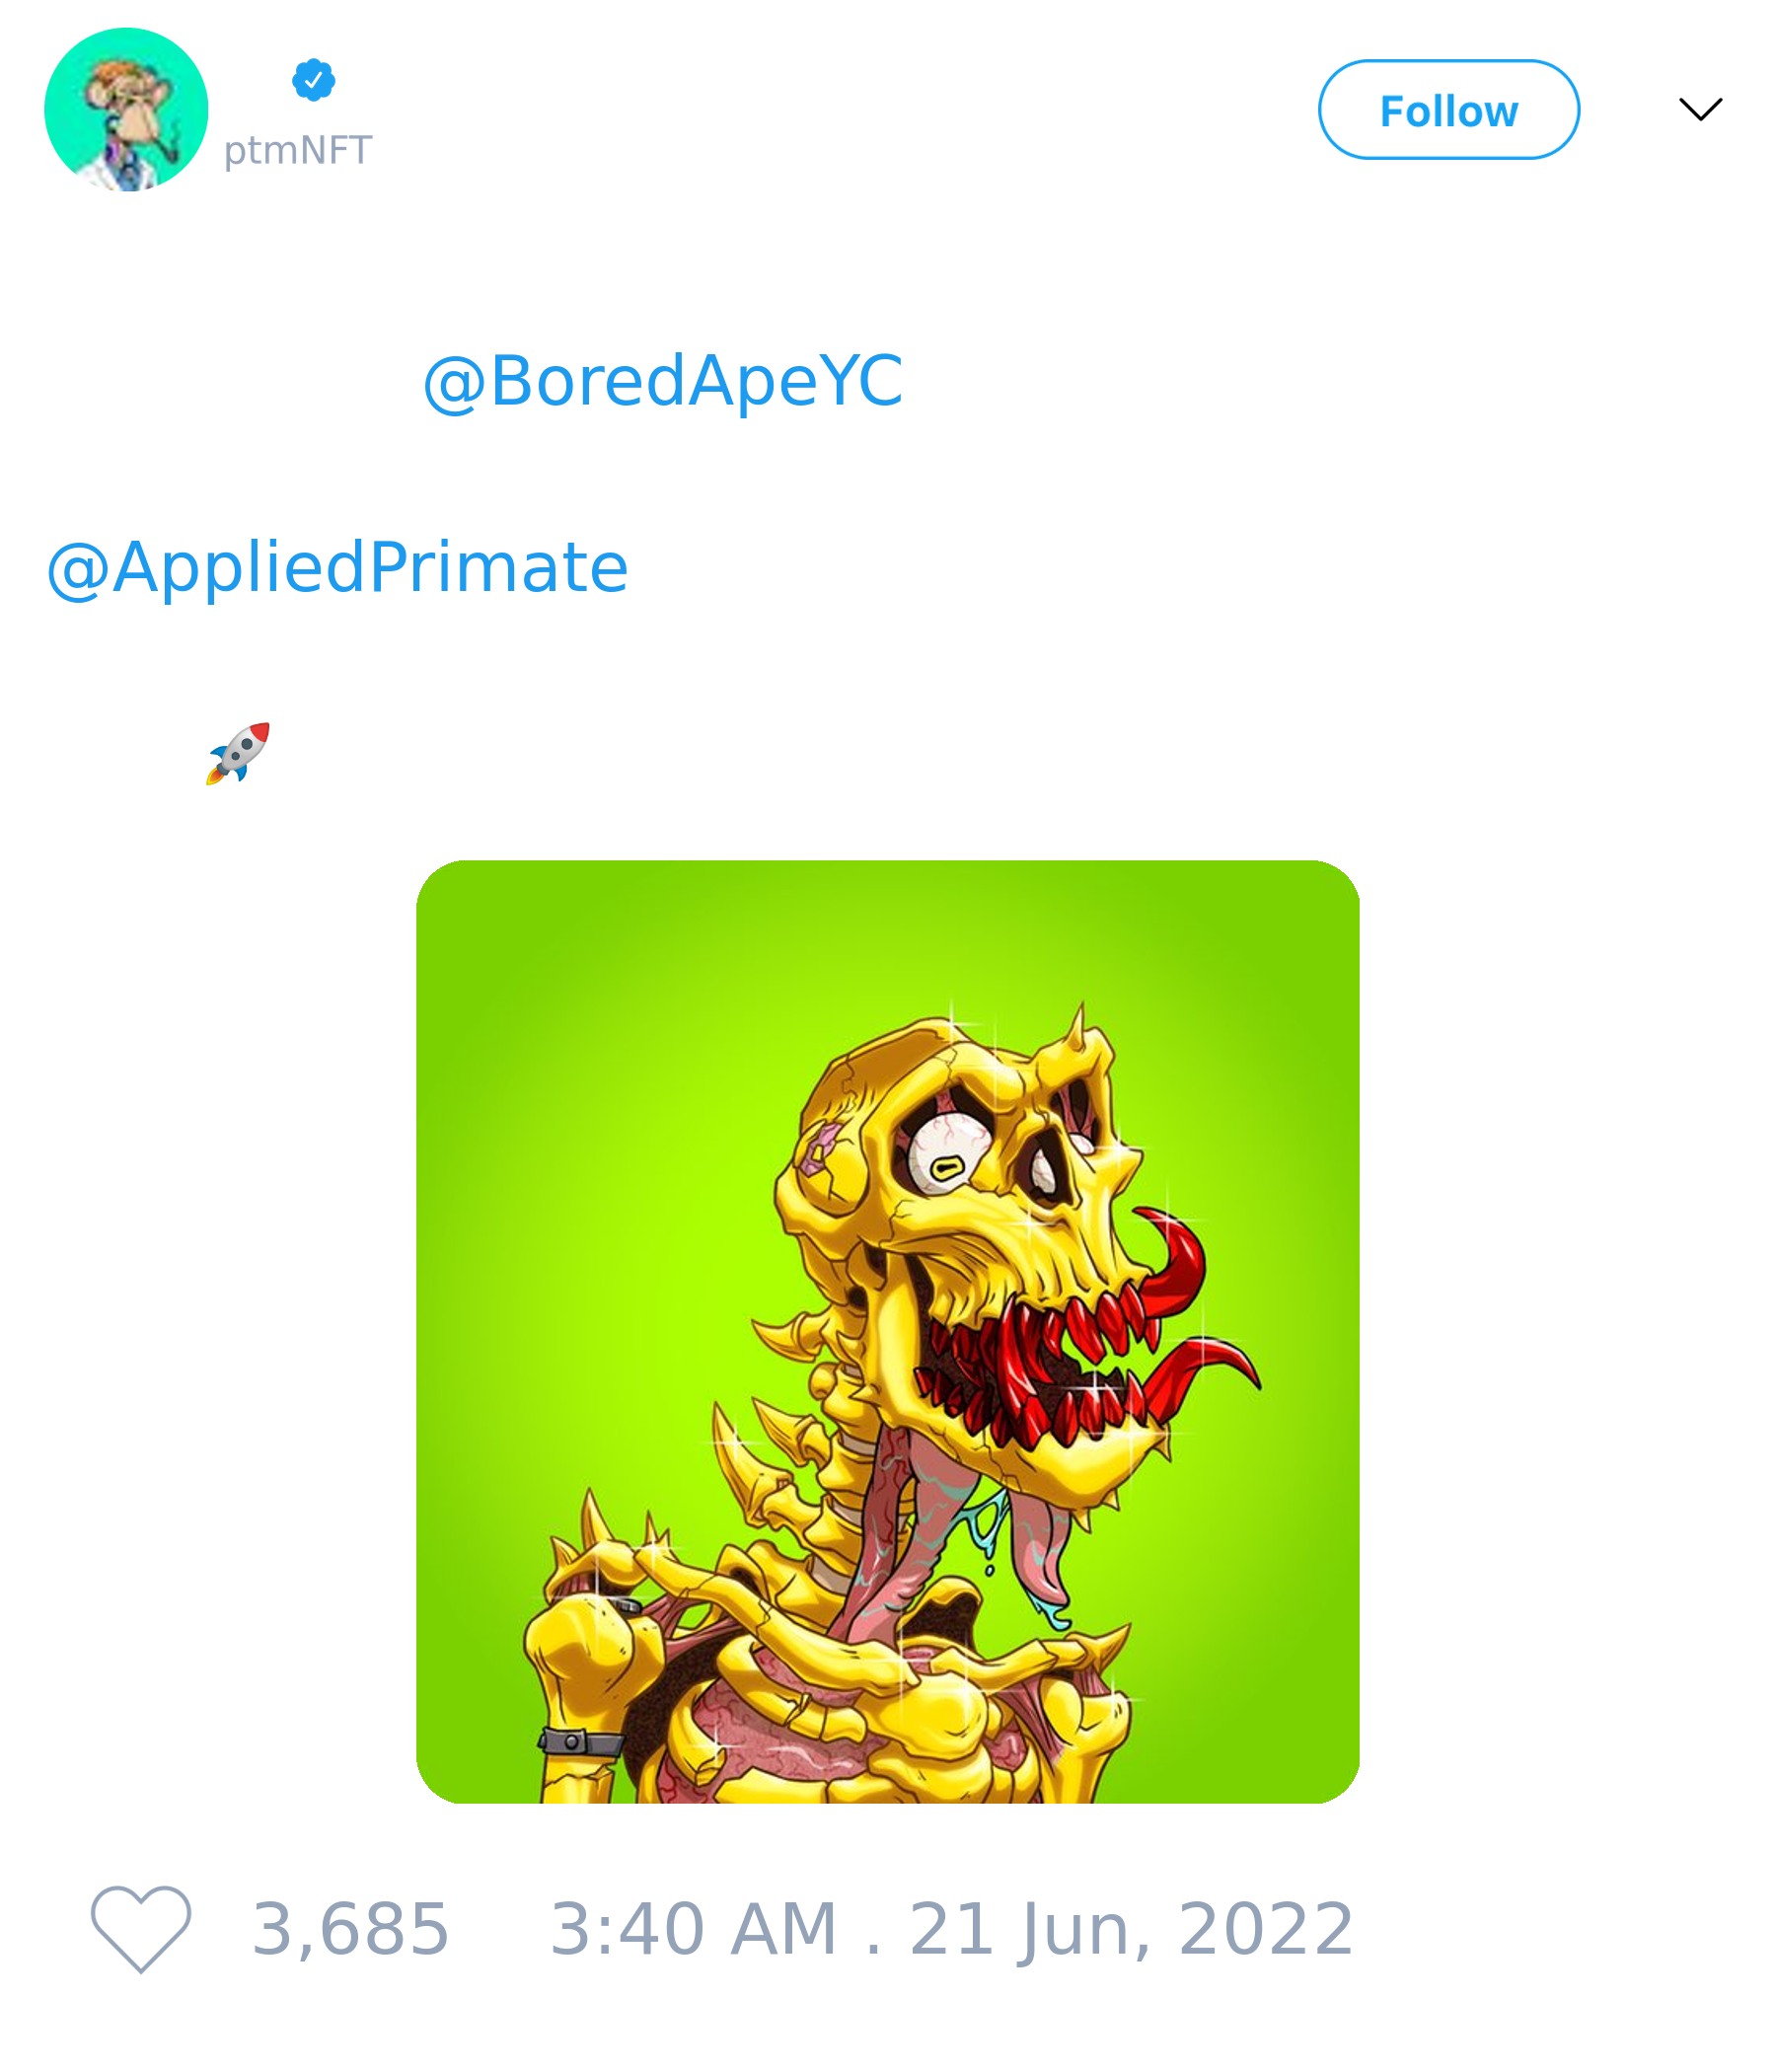 ptmNFT
Follow
@BoredApeYC
@AppliedPrimate
🚀
3,685 3:40 AM . 21 Jun, 2022